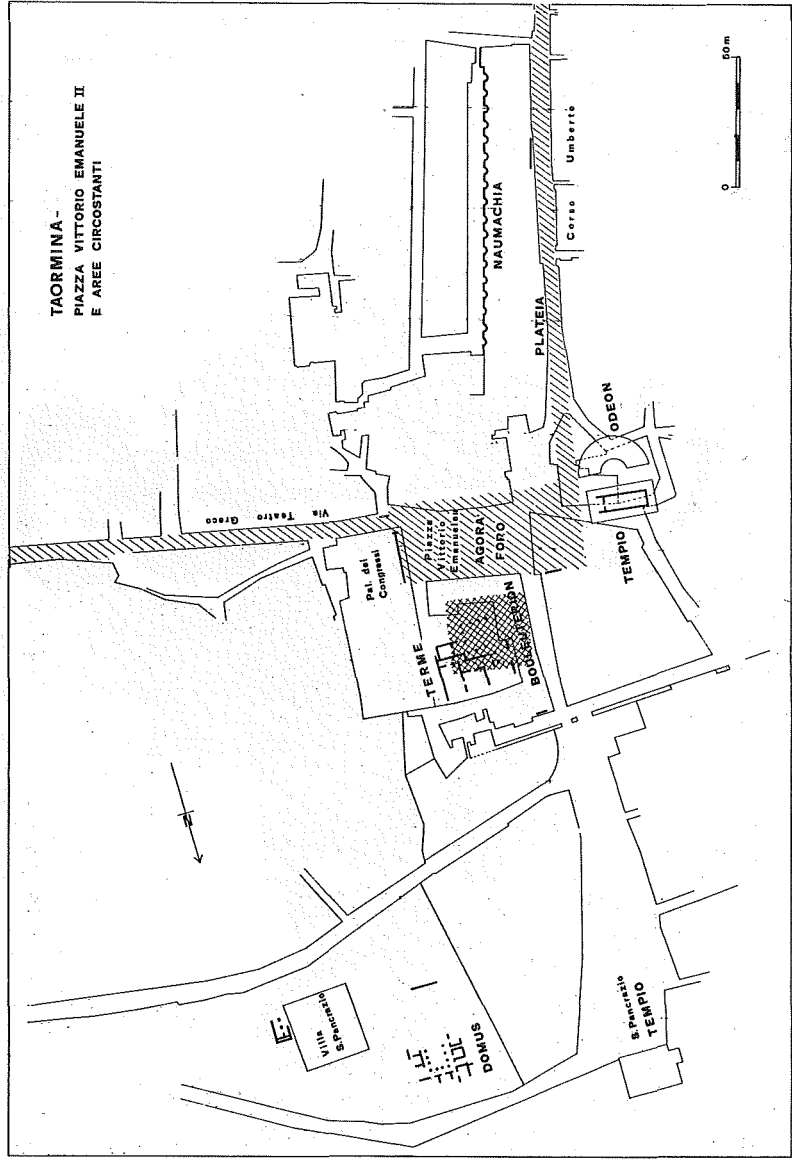 TAORMINA -
PIAZZA VITTORIO EMANUELE II
E AREE CIRCOSTANTI
0
50m
NAUMACHIA
PLATEIA
Corso Umberto
ODEON
TEMPIO
Via Teatro Greco
Piazza
Vittorio
Emanuele
AGORA'
FORO
Pal. dei
Congressi
TERME
BOULEUTERION
N
Villa
S.Pancrazio
DOMUS
S.Pancrazio
TEMPIO